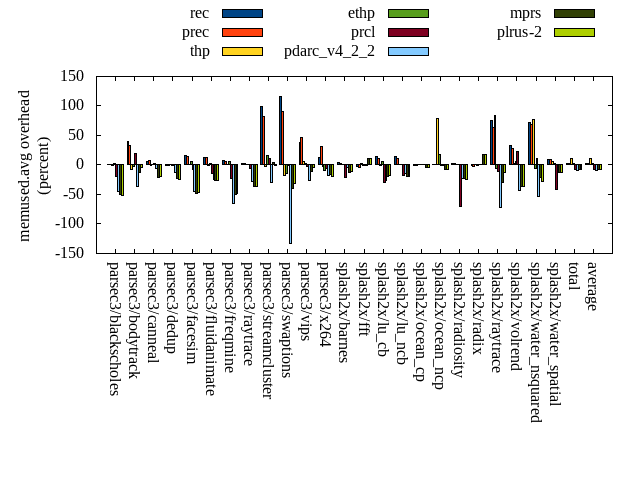 rec
prec
thp
ethp
prcl
pdarc_v4_2_2
mprs
plrus-2
memused.avg overhead
(percent)
150
100
50
0
-50
-100
-150
parsec3/blackscholes
parsec3/bodytrack
parsec3/canneal
parsec3/dedup
parsec3/facesim
parsec3/fluidanimate
parsec3/freqmine
parsec3/raytrace
parsec3/streamcluster
parsec3/swaptions
parsec3/vips
parsec3/x264
splash2x/barnes
splash2x/fft
splash2x/lu_cb
splash2x/lu_ncb
splash2x/ocean_cp
splash2x/ocean_ncp
splash2x/radiosity
splash2x/radix
splash2x/raytrace
splash2x/volrend
splash2x/water_nsquared
splash2x/water_spatial
total
average